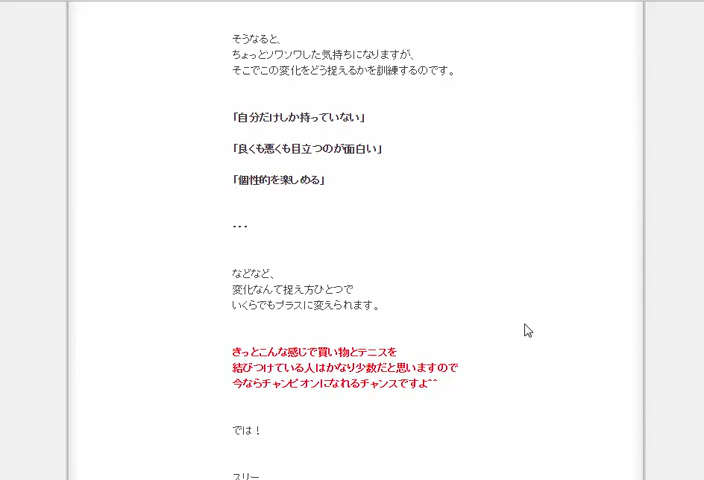 そうなると、
ちょっとソワソワした気持ちになりますが、
そこでこの変化をどう捉えるかを訓練するのです。
「自分だけしか持っていない」
「良くも悪くも目立つのが面白い」
「個性的を楽しめる」
・・・
などなど、
変化なんて捉え方ひとつで
いくらでもプラスに変えられます。
きっとこんな感じで買い物とテニスを
結びつけている人はかなり少数だと思いますので
今ならチャンピオンになれるチャンスですよ^^
では！
スリー